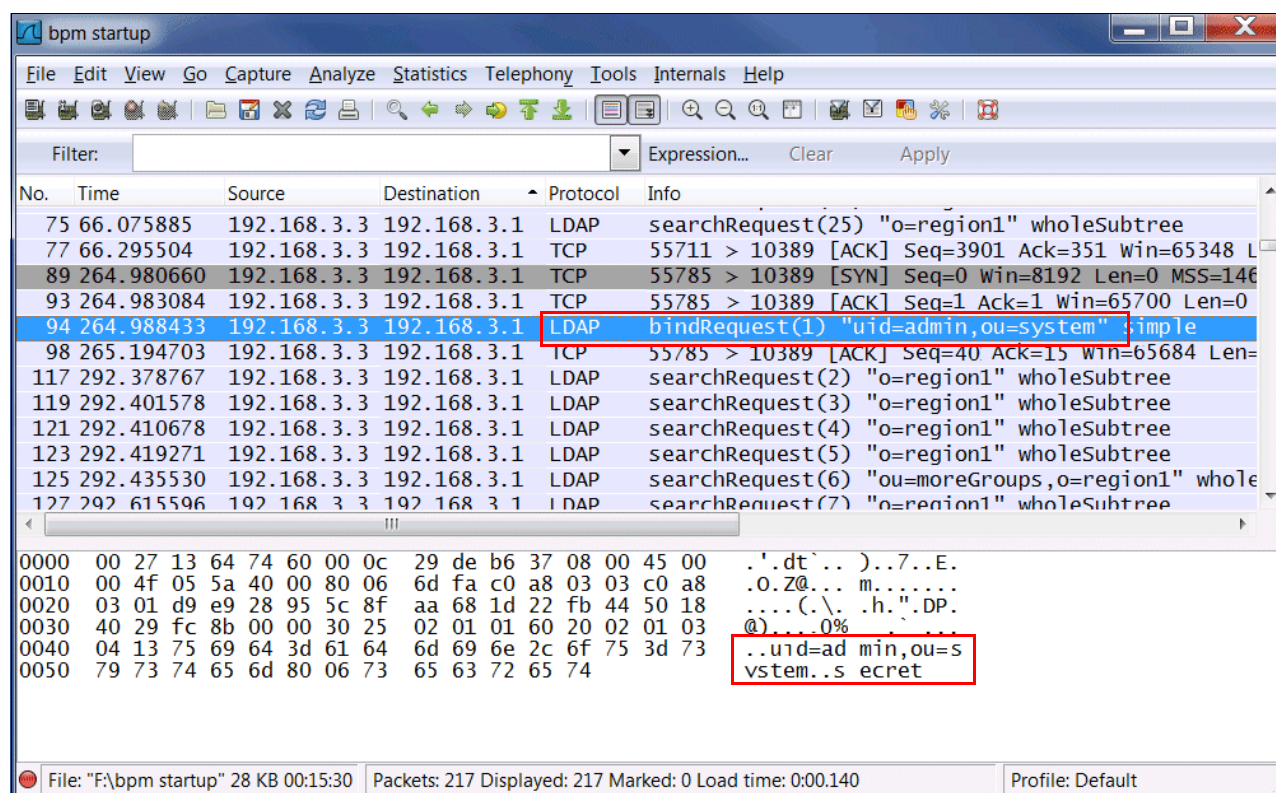 bpm startup
File Edit View Go Capture Analyze Statistics Telephony Tools Internals Help
Filter: Expression... Clear Apply
No. Time Source Destination Protocol Info
75 66.075885 192.168.3.3 192.168.3.1 LDAP searchRequest(25) "o=region1" wholeSubtree
77 66.295504 192.168.3.3 192.168.3.1 TCP 55711 > 10389 [ACK] Seq=3901 Ack=351 Win=65348 L
89 264.980660 192.168.3.3 192.168.3.1 TCP 55785 > 10389 [SYN] Seq=0 Win=8192 Len=0 MSS=146
93 264.983084 192.168.3.3 192.168.3.1 TCP 55785 > 10389 [ACK] Seq=1 Ack=1 Win=65700 Len=0
94 264.988433 192.168.3.3 192.168.3.1 LDAP bindRequest(1) "uid=admin,ou=system" simple
98 265.194703 192.168.3.3 192.168.3.1 TCP 55785 > 10389 [ACK] Seq=40 Ack=15 Win=65684 Len=
117 292.378767 192.168.3.3 192.168.3.1 LDAP searchRequest(2) "o=region1" wholeSubtree
119 292.401578 192.168.3.3 192.168.3.1 LDAP searchRequest(3) "o=region1" wholeSubtree
121 292.410678 192.168.3.3 192.168.3.1 LDAP searchRequest(4) "o=region1" wholeSubtree
123 292.419271 192.168.3.3 192.168.3.1 LDAP searchRequest(5) "o=region1" wholeSubtree
125 292.435530 192.168.3.3 192.168.3.1 LDAP searchRequest(6) "ou=moreGroups,o=region1" whole
127 292.615596 192.168.3.3 192.168.3.1 LDAP searchRequest(7) "o=region1" wholeSubtree
0000 00 27 13 64 74 60 00 0c 29 de b6 37 08 00 45 00 .'.dt`.. )..7..E.
0010 00 4f 05 5a 40 00 80 06 6d fa c0 a8 03 03 c0 a8 .O.Z@... m.......
0020 03 01 d9 e9 28 95 5c 8f aa 68 1d 22 fb 44 50 18 ....(.\. .h.".DP.
0030 40 29 fc 8b 00 00 30 25 02 01 01 60 20 02 01 03 @)....0% ...` ...
0040 04 13 75 69 64 3d 61 64 6d 69 6e 2c 6f 75 3d 73 ..uid=ad min,ou=s
0050 79 73 74 65 6d 80 06 73 65 63 72 65 74 ystem..s ecret
File: "F:\bpm startup" 28 KB 00:15:30 Packets: 217 Displayed: 217 Marked: 0 Load time: 0:00.140 Profile: Default